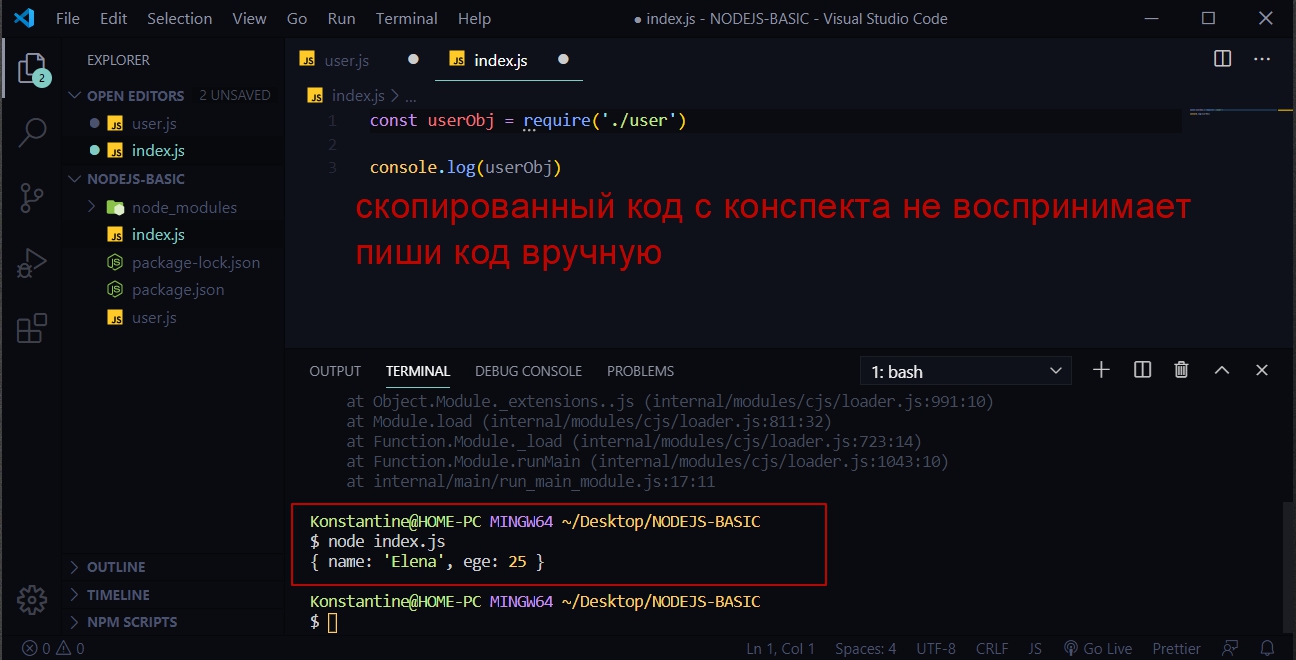 File Edit Selection View Go Run Terminal Help
● index.js - NODEJS-BASIC - Visual Studio Code
2
EXPLORER
OPEN EDITORS 2 UNSAVED
JS user.js
JS index.js
NODEJS-BASIC
node_modules
JS index.js
package-lock.json
package.json
JS user.js
OUTLINE
TIMELINE
NPM SCRIPTS
JS user.js ● JS index.js ●
JS index.js > ...
1 const userObj = require('./user')
2
3 console.log(userObj)
скопированный код с конспекта не воспринимает
пиши код вручную
OUTPUT TERMINAL DEBUG CONSOLE PROBLEMS 1: bash
at Object.Module._extensions..js (internal/modules/cjs/loader.js:991:10)
at Module.load (internal/modules/cjs/loader.js:811:32)
at Function.Module._load (internal/modules/cjs/loader.js:723:14)
at Function.Module.runMain (internal/modules/cjs/loader.js:1043:10)
at internal/main/run_main_module.js:17:11
Konstantine@HOME-PC MINGW64 ~/Desktop/NODEJS-BASIC
$ node index.js
{ name: 'Elena', ege: 25 }
Konstantine@HOME-PC MINGW64 ~/Desktop/NODEJS-BASIC
$
0 0 Ln 1, Col 1 Spaces: 4 UTF-8 CRLF JS Go Live Prettier